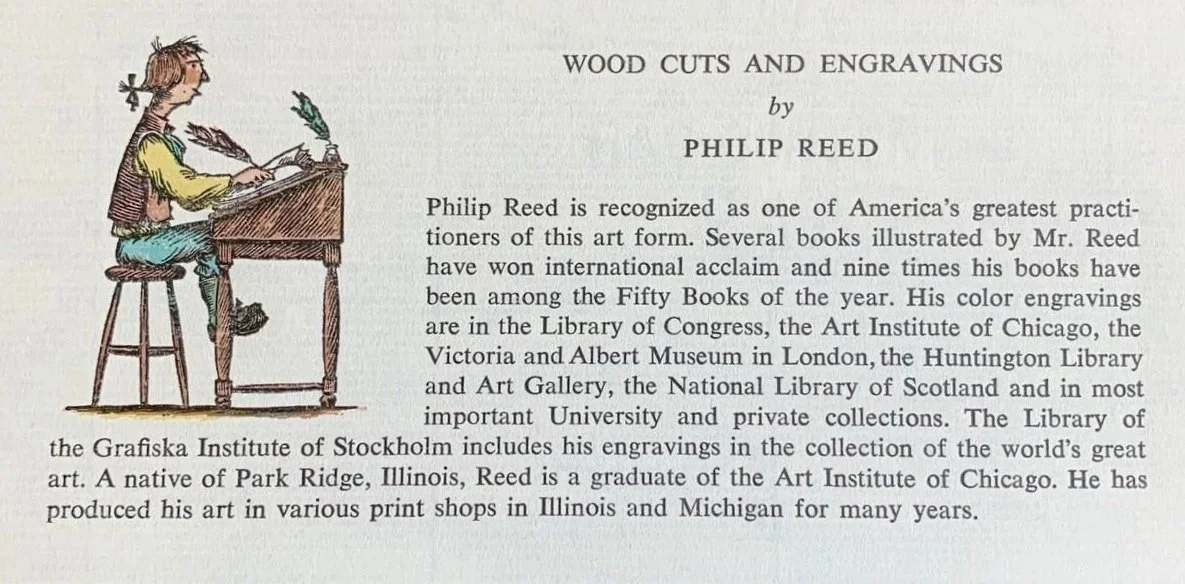 WOOD CUTS AND ENGRAVINGS
by
PHILIP REED
Philip Reed is recognized as one of America's greatest practi-
tioners of this art form. Several books illustrated by Mr. Reed
have won international acclaim and nine times his books have
been among the Fifty Books of the year. His color engravings
are in the Library of Congress, the Art Institute of Chicago, the
Victoria and Albert Museum in London, the Huntington Library
and Art Gallery, the National Library of Scotland and in most
important University and private collections. The Library of
the Grafiska Institute of Stockholm includes his engravings in the collection of the world's great
art. A native of Park Ridge, Illinois, Reed is a graduate of the Art Institute of Chicago. He has
produced his art in various print shops in Illinois and Michigan for many years.